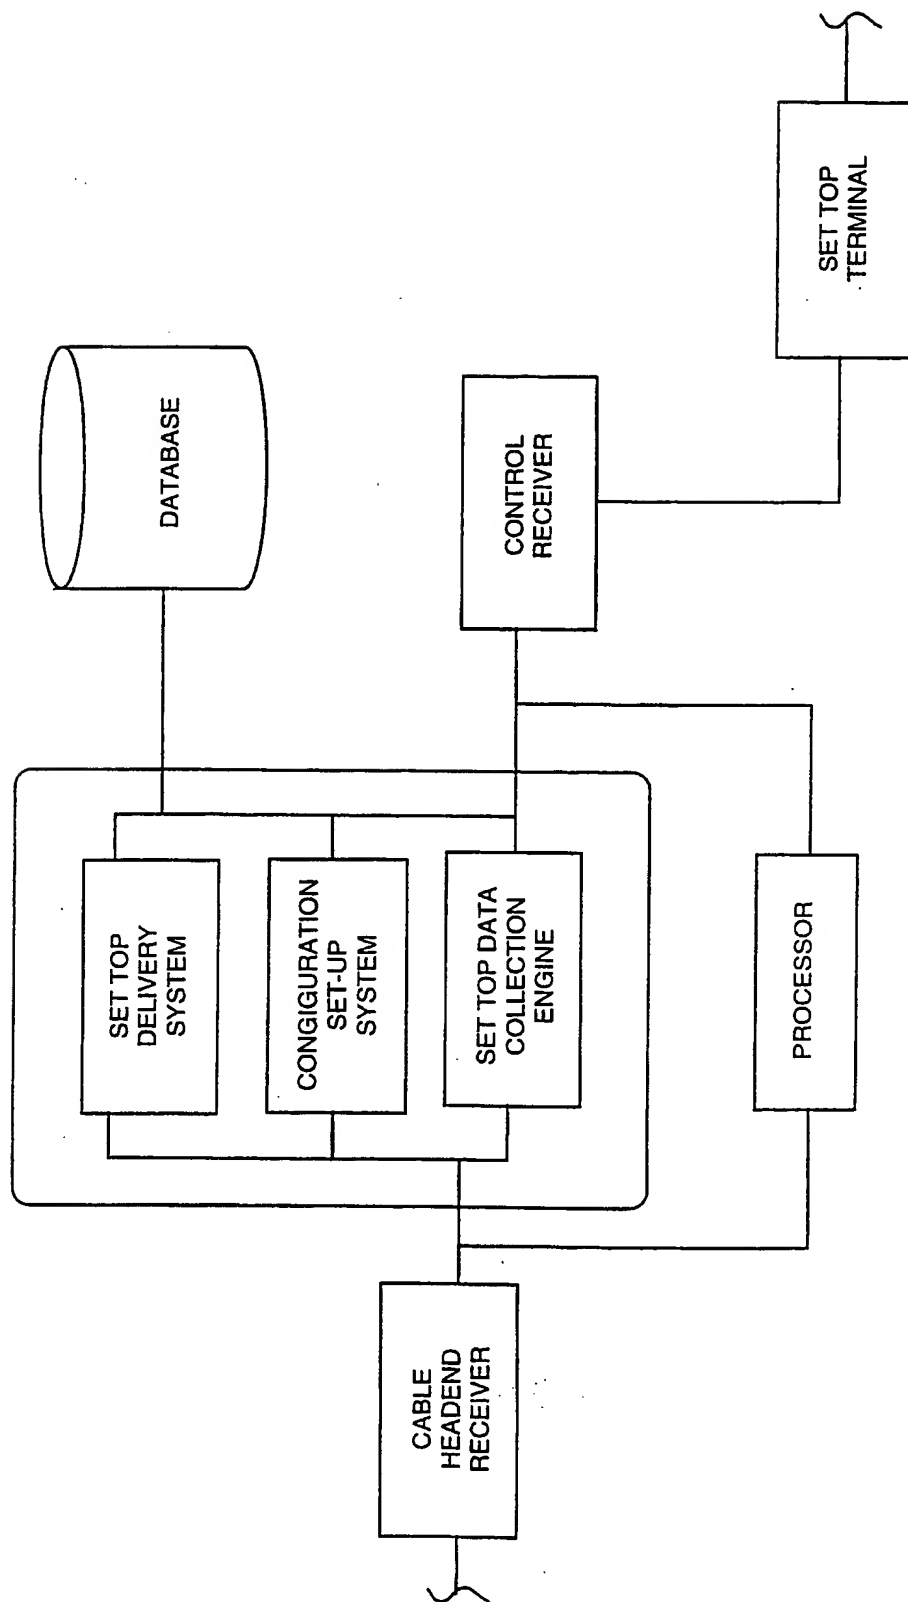 CABLE
HEADEND
RECEIVER
SET TOP
DELIVERY
SYSTEM
CONGIGURATION
SET-UP
SYSTEM
SET TOP DATA
COLLECTION
ENGINE
PROCESSOR
DATABASE
CONTROL
RECEIVER
SET TOP
TERMINAL